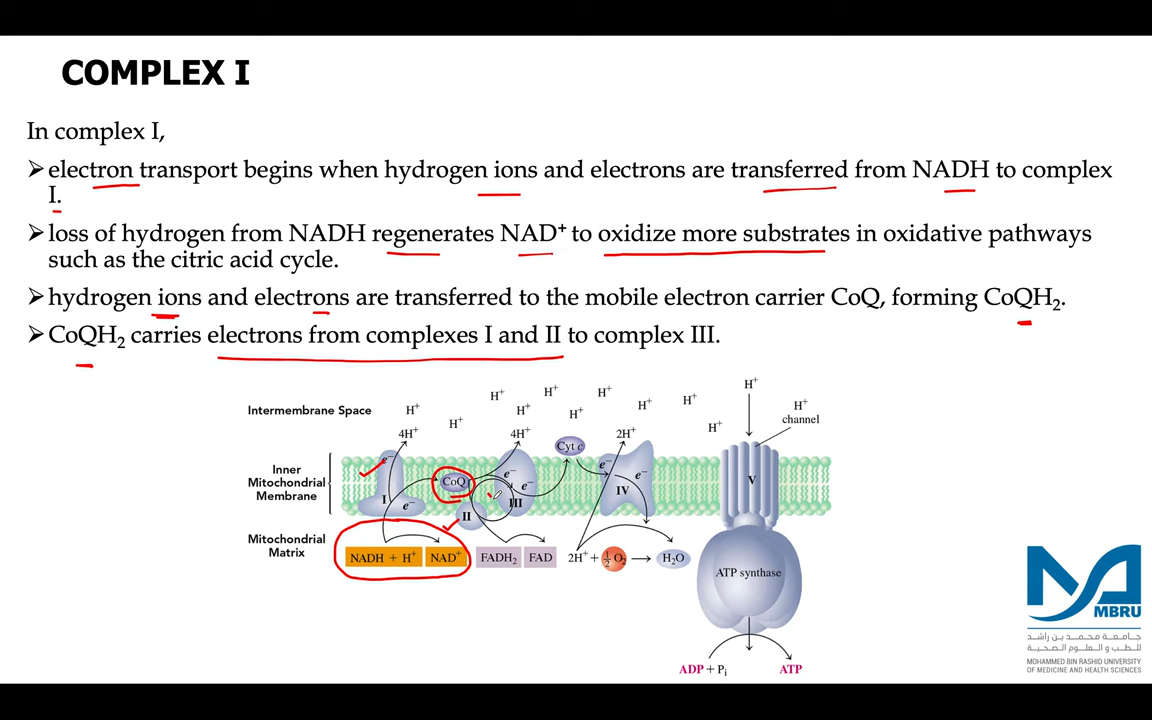 COMPLEX I
In complex I,
➢electron transport begins when hydrogen ions and electrons are transferred from NADH to complex
I.
➢loss of hydrogen from NADH regenerates NAD⁺ to oxidize more substrates in oxidative pathways
such as the citric acid cycle.
➢hydrogen ions and electrons are transferred to the mobile electron carrier CoQ, forming CoQH₂.
➢CoQH₂ carries electrons from complexes I and II to complex III.
Intermembrane Space
H⁺
H⁺
H⁺
H⁺
H⁺
H⁺
H⁺
H⁺
H⁺
H⁺
H⁺
H⁺
channel
4H⁺
4H⁺
Cyt c
2H⁺
Inner
Mitochondrial
Membrane
e⁻
I
e⁻
CoQ
II
e⁻
e⁻
III
e⁻
e⁻
IV
V
Mitochondrial
Matrix
NADH + H⁺
NAD⁺
FADH₂
FAD
2H⁺ + ½ O₂ → H₂O
ATP synthase
ADP + Pᵢ
ATP
MBRU
جامعة محمد بن راشد
للطب و العلوم الصحية
MOHAMMED BIN RASHID UNIVERSITY
OF MEDICINE AND HEALTH SCIENCES